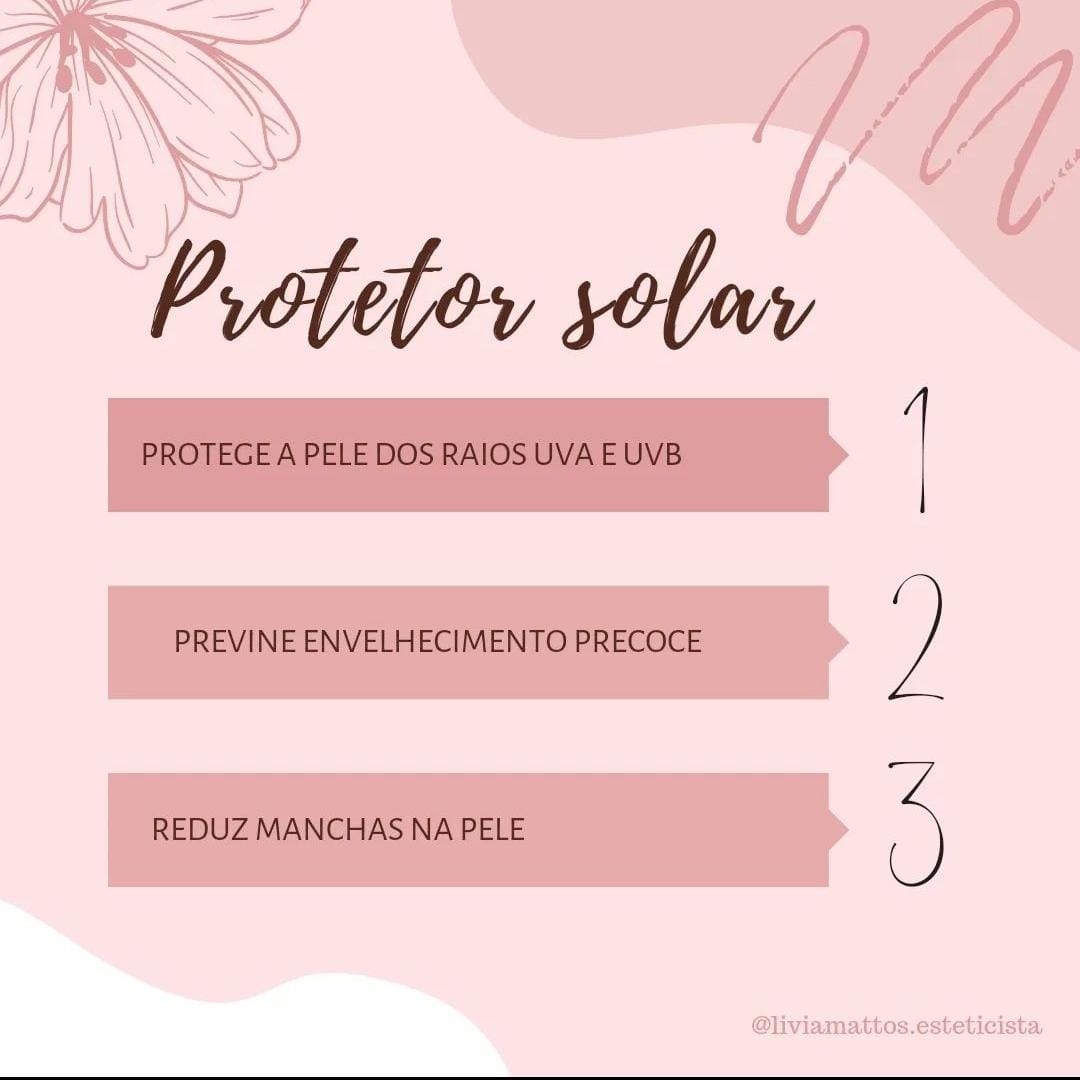 Protetor solar
PROTEGE A PELE DOS RAIOS UVA E UVB
1
PREVINE ENVELHECIMENTO PRECOCE
2
REDUZ MANCHAS NA PELE
3
@liviamattos.esteticista